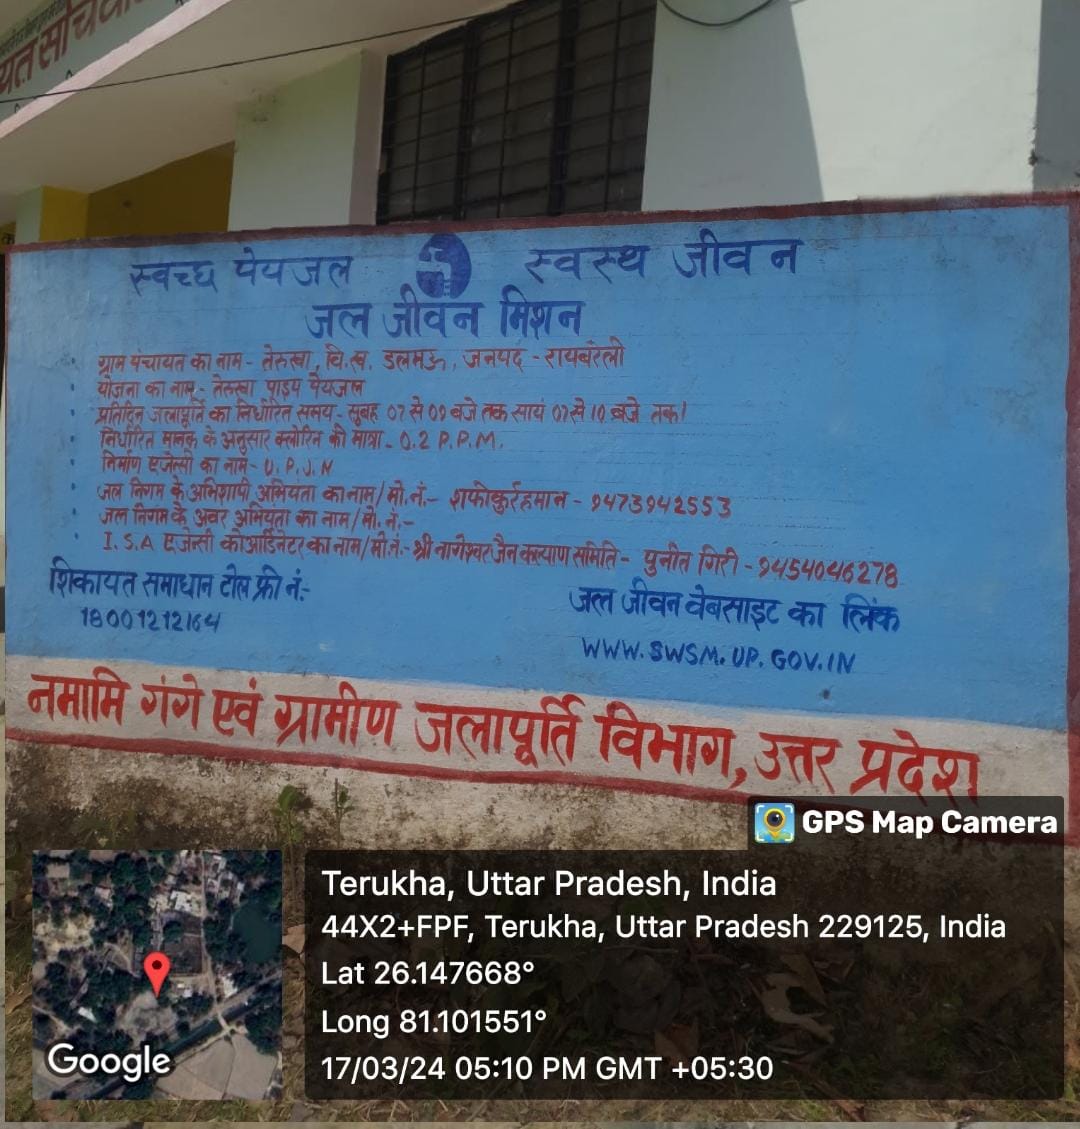 यत सचिवा
स्वच्छ पेयजल स्वस्थ जीवन
जल जीवन मिशन
ग्राम पंचायत का नाम - तेरुखा, वि.ख. डलमऊ, जनपद - रायबरेली
योजना का नाम - तेरुखा पाइप पेयजल
प्रतिदिन जलापूर्ति का निर्धारित समय - सुबह 07 से 09 बजे तक सायं 07 से 10 बजे तक।
निर्धारित मानक के अनुसार क्लोरिन की मात्रा - 0.2 P.P.M.
निर्माण एजेन्सी का नाम - U.P.J.N
जल निगम के अभिशापी अभियंता का नाम/मो.नं.- शफीकुर्रहमान - 9473942553
जल निगम के अवर अभियंता का नाम/मो.नं.-
I.S.A एजेन्सी कोआर्डिनेटर का नाम/मो.नं.- श्री नागेश्वर जैन कल्याण समिति - पुनीत गिरी - 9454046278
शिकायत समाधान टोल फ्री नं:-
18001212164
जल जीवन वेबसाइट का लिंक
WWW.SWSM.UP.GOV.IN
नमामि गंगे एवं ग्रामीण जलापूर्ति विभाग, उत्तर प्रदेश
GPS Map Camera
Terukha, Uttar Pradesh, India
44X2+FPF, Terukha, Uttar Pradesh 229125, India
Lat 26.147668°
Long 81.101551°
17/03/24 05:10 PM GMT +05:30
Google